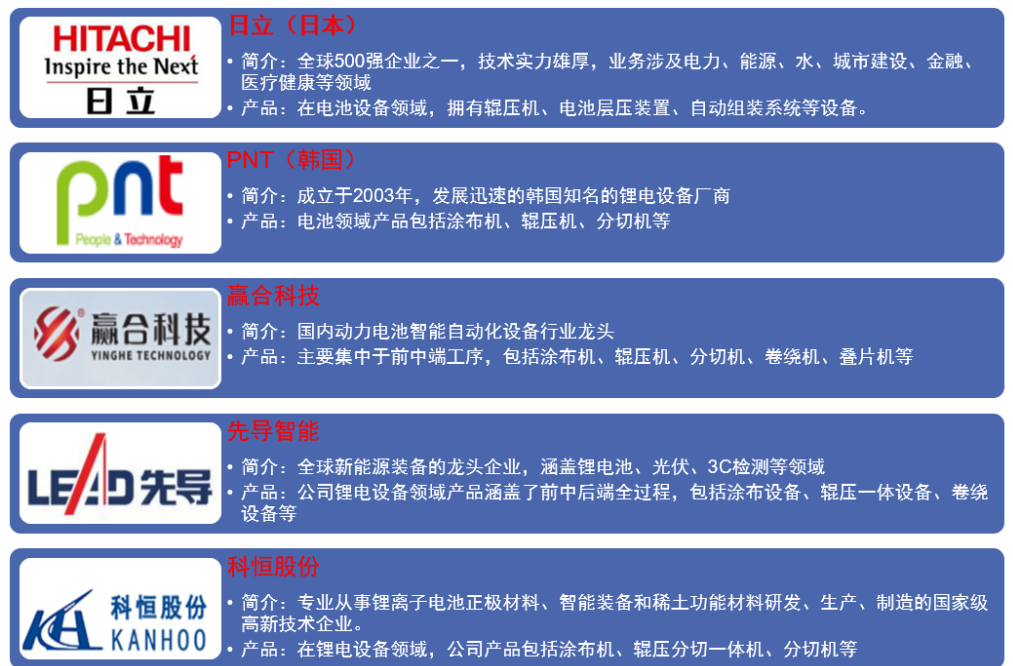 HITACHI
Inspire the Next
日立
日立（日本）
• 简介：全球500强企业之一，技术实力雄厚，业务涉及电力、能源、水、城市建设、金融、
医疗健康等领域
• 产品：在电池设备领域，拥有辊压机、电池层压装置、自动组装系统等设备。
pnt
People & Technology
PNT（韩国）
• 简介：成立于2003年，发展迅速的韩国知名的锂电设备厂商
• 产品：电池领域产品包括涂布机、辊压机、分切机等
®
赢合科技
YINGHE TECHNOLOGY
赢合科技
• 简介：国内动力电池智能自动化设备行业龙头
• 产品：主要集中于前中端工序，包括涂布机、辊压机、分切机、卷绕机、叠片机等
LEAD先导
先导智能
• 简介：全球新能源装备的龙头企业，涵盖锂电池、光伏、3C检测等领域
• 产品：公司锂电设备领域产品涵盖了前中后端全过程，包括涂布设备、辊压一体设备、卷绕
设备等
科恒股份
KANHOO
科恒股份
• 简介：专业从事锂离子电池正极材料、智能装备和稀土功能材料研发、生产、制造的国家级
高新技术企业。
• 产品：在锂电设备领域，公司产品包括涂布机、辊压分切一体机、分切机等